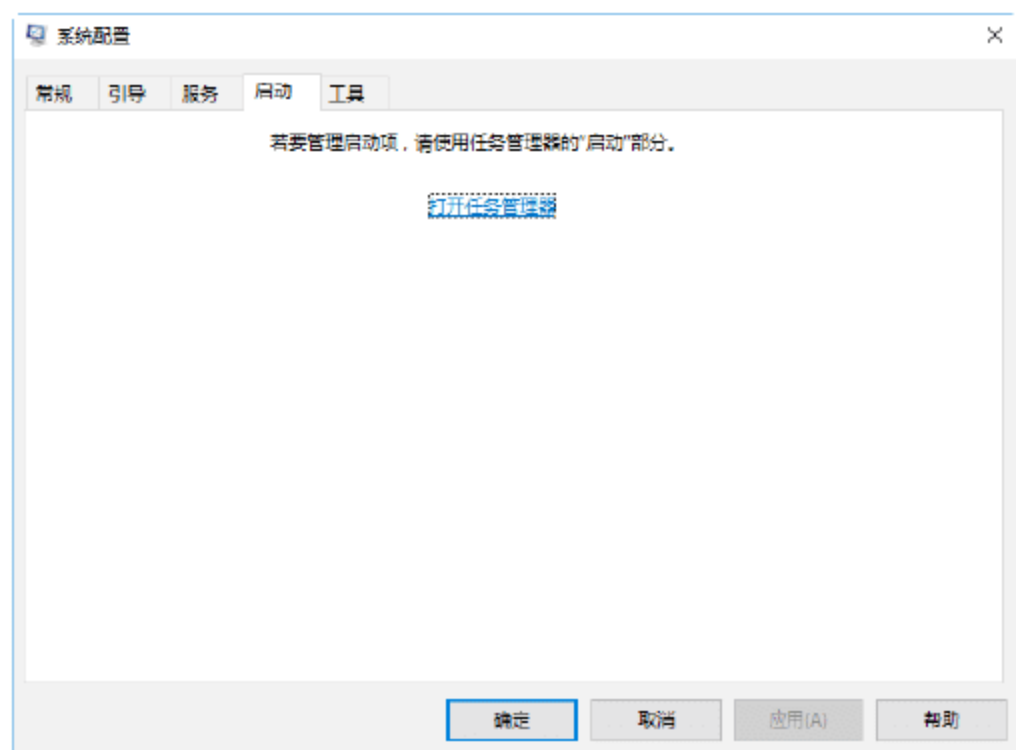 系统配置
常规 引导 服务 启动 工具
若要管理启动项，请使用任务管理器的"启动"部分。
打开任务管理器
确定 取消 应用(A) 帮助